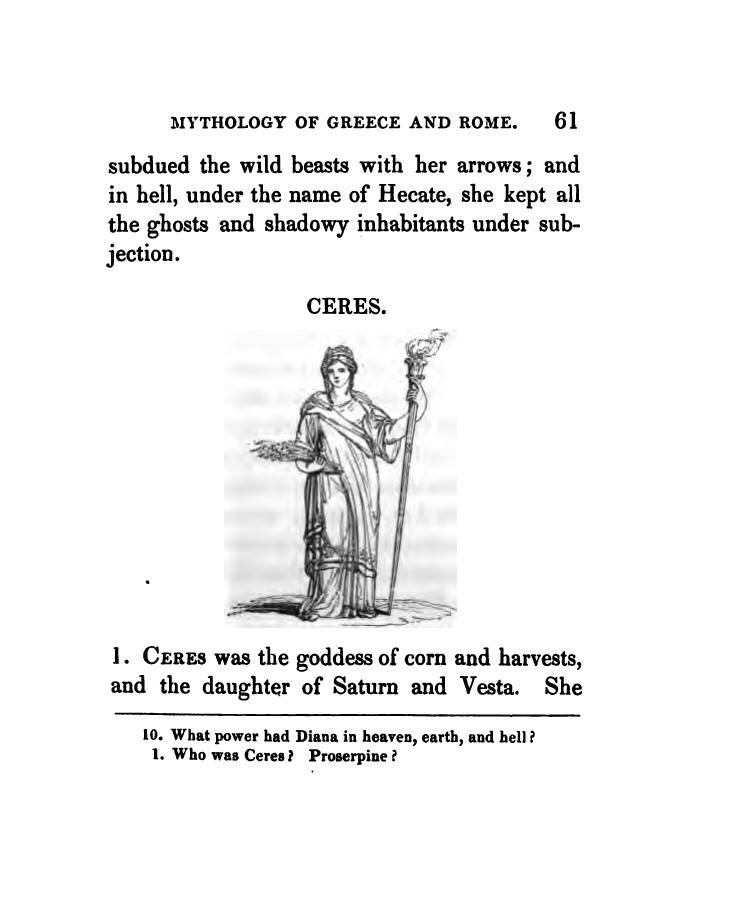 MYTHOLOGY OF GREECE AND ROME. 61
subdued the wild beasts with her arrows; and
in hell, under the name of Hecate, she kept all
the ghosts and shadowy inhabitants under sub-
jection.
CERES.
1. CERES was the goddess of corn and harvests,
and the daughter of Saturn and Vesta. She
10. What power had Diana in heaven, earth, and hell?
1. Who was Ceres? Proserpine?